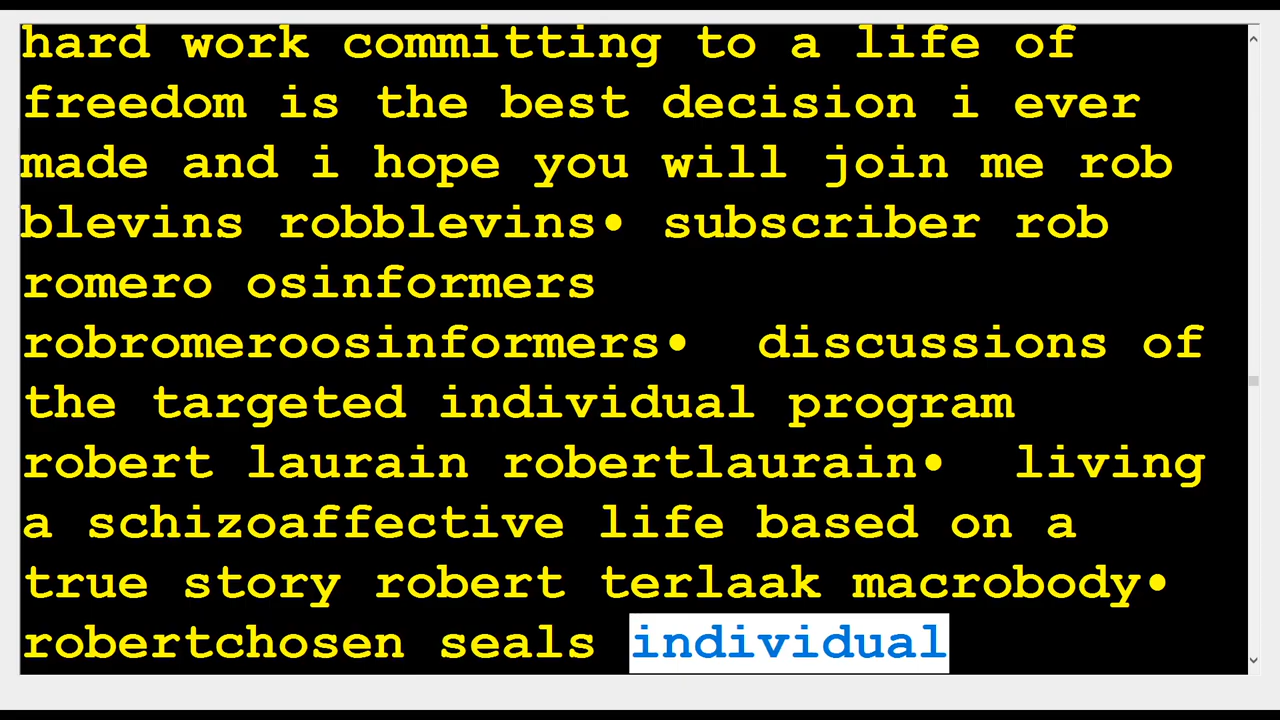 hard work committing to a life of
freedom is the best decision i ever
made and i hope you will join me rob
blevins robblevins• subscriber rob
romero osinformers
robromeroosinformers•  discussions of
the targeted individual program
robert laurain robertlaurain•  living
a schizoaffective life based on a
true story robert terlaak macrobody•
robertchosen seals individual